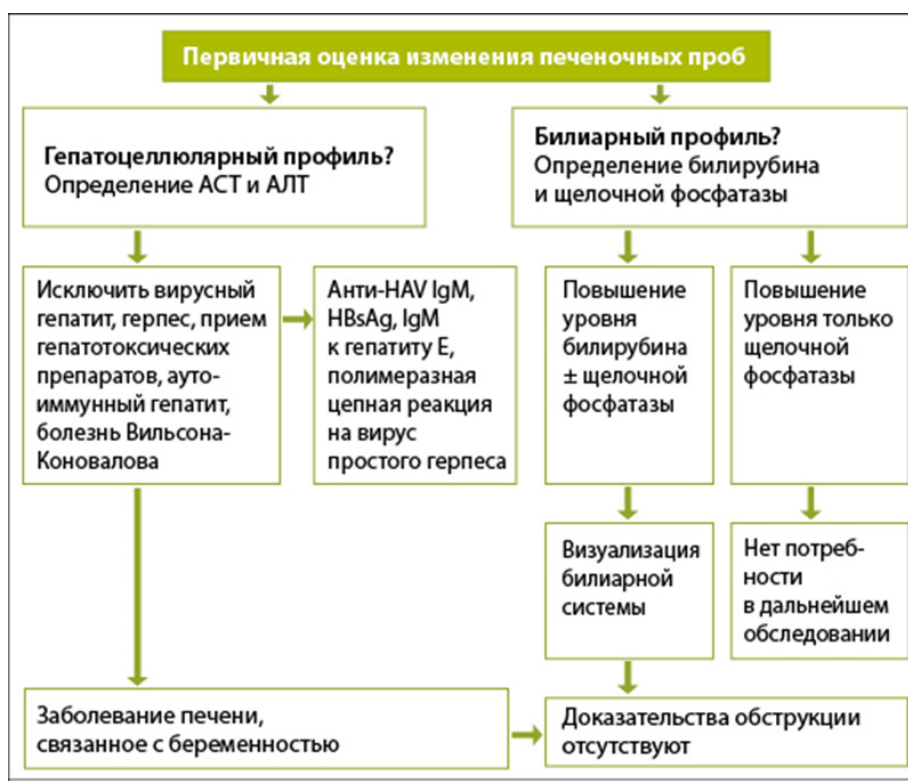 Первичная оценка изменения печеночных проб
Гепатоцеллюлярный профиль?
Определение АСТ и АЛТ
Билиарный профиль?
Определение билирубина
и щелочной фосфатазы
Исключить вирусный
гепатит, герпес, прием
гепатотоксических
препаратов, ауто-
иммунный гепатит,
болезнь Вильсона-
Коновалова
Анти-HAV IgM,
HBsAg, IgM
к гепатиту Е,
полимеразная
цепная реакция
на вирус
простого герпеса
Повышение
уровня
билирубина
± щелочной
фосфатазы
Повышение
уровня только
щелочной
фосфатазы
Визуализация
билиарной
системы
Нет потреб-
ности
в дальнейшем
обследовании
Заболевание печени,
связанное с беременностью
Доказательства обструкции
отсутствуют